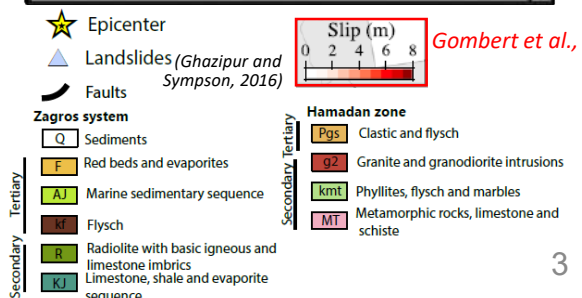 Epicenter
Landslides (Ghazipur and
Sympson, 2016)
Faults
Slip (m)
0 2 4 6 8
Gombert et al.,
Zagros system
Q Sediments
Tertiary
F Red beds and evaporites
AJ Marine sedimentary sequence
kf Flysch
Secondary
R Radiolite with basic igneous and
limestone imbrics
KJ Limestone, shale and evaporite
sequence
Hamadan zone
Tertiary
Pgs Clastic and flysch
Secondary
g2 Granite and granodiorite intrusions
kmt Phyllites, flysch and marbles
MT Metamorphic rocks, limestone and
schiste
3